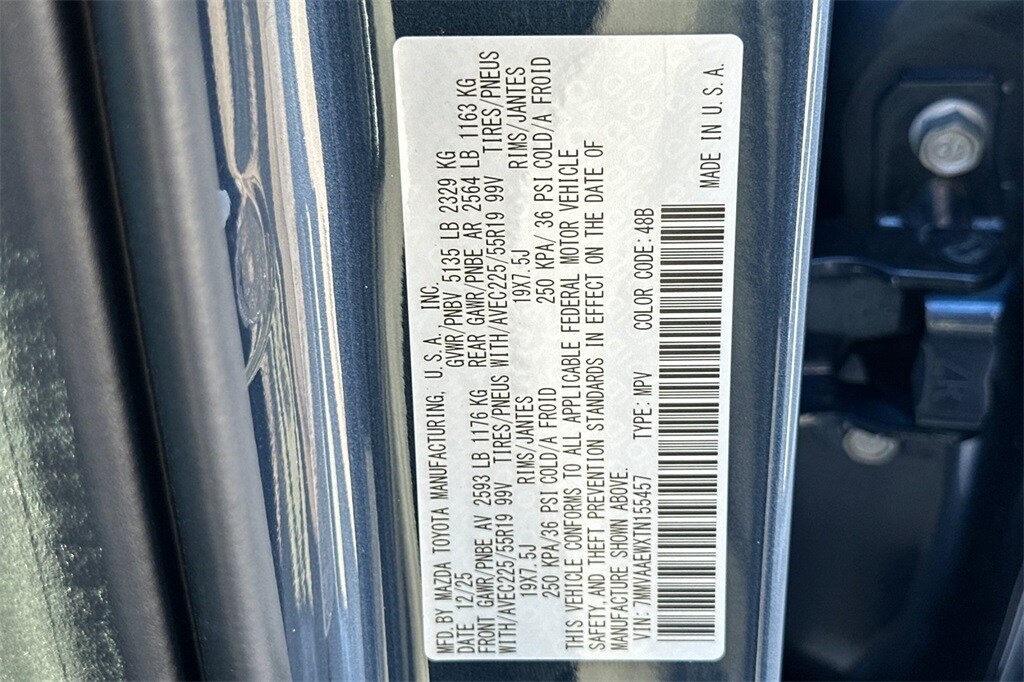 MFD.BY MAZDA TOYOTA MANUFACTURING, U.S.A. INC.
DATE 12/25 GVWR/PNBV 5135 LB 2329 KG
FRONT GAWR/PNBE AV 2593 LB 1176 KG REAR GAWR/PNBE AR 2564 LB 1163 KG
WITH/AVEC225/55R19 99V TIRES/PNEUS WITH/AVEC225/55R19 99V TIRES/PNEUS
19X7.5J RIMS/JANTES 19X7.5J RIMS/JANTES
250 KPA/36 PSI COLD/A FROID 250 KPA/ 36 PSI COLD/A FROID
THIS VEHICLE CONFORMS TO ALL APPLICABLE FEDERAL MOTOR VEHICLE
SAFETY,AND THEFT PREVENTION STANDARDS IN EFFECT ON THE DATE OF
MANUFACTURE SHOWN ABOVE.
VIN: 7MMVAAEWXTN155457 TYPE: MPV COLOR CODE: 48B
MADE IN U.S.A.